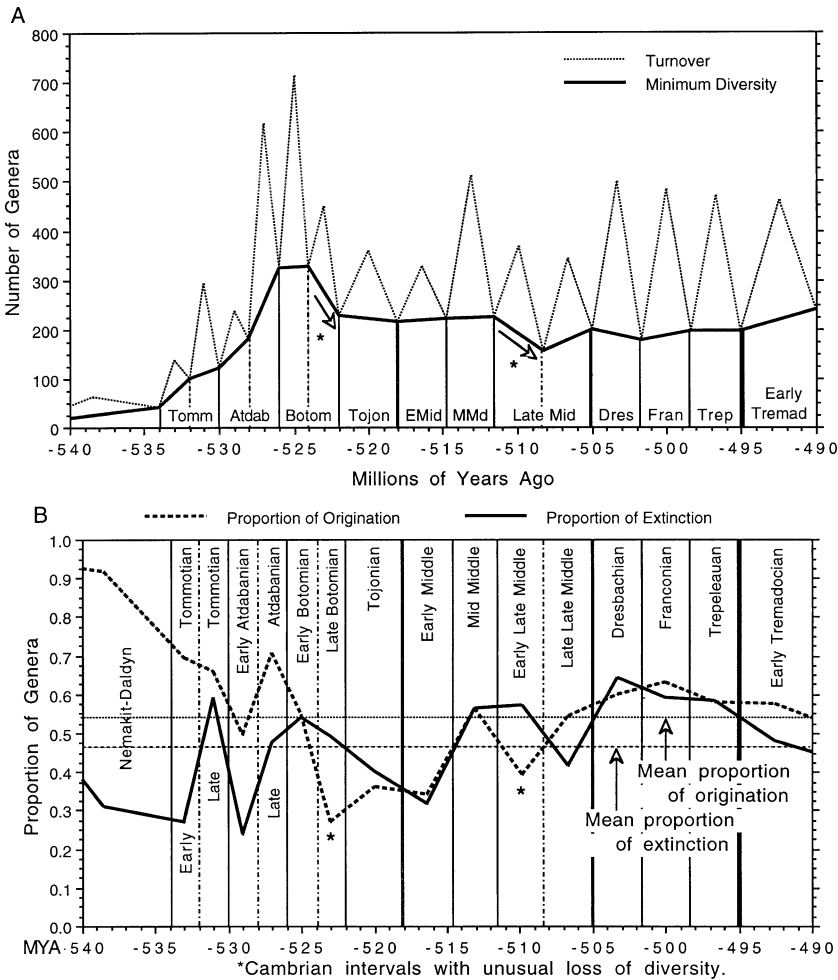 A
800
700
600
500
400
300
200
100
0
Number of Genera
Turnover
Minimum Diversity
*
*
Tomm Atdab Botom Tojon EMid MMd Late Mid Dres Fran Trep Early Tremad
-540 -535 -530 -525 -520 -515 -510 -505 -500 -495 -490
Millions of Years Ago
B
Proportion of Origination
Proportion of Extinction
1.0
0.9
0.8
0.7
0.6
0.5
0.4
0.3
0.2
0.1
0.0
Proportion of Genera
Nemakit-Daldyn
Early Tommotian
Late Tommotian
Early Atdabanian
Late Atdabanian
Early Botomian
Late Botomian
Tojonian
Early Middle
Mid Middle
Early Late Middle
Late Late Middle
Dresbachian
Franconian
Trepeleauan
Early Tremadocian
*
*
Mean proportion
of origination
Mean proportion
of extinction
MYA -540 -535 -530 -525 -520 -515 -510 -505 -500 -495 -490
*Cambrian intervals with unusual loss of diversity.